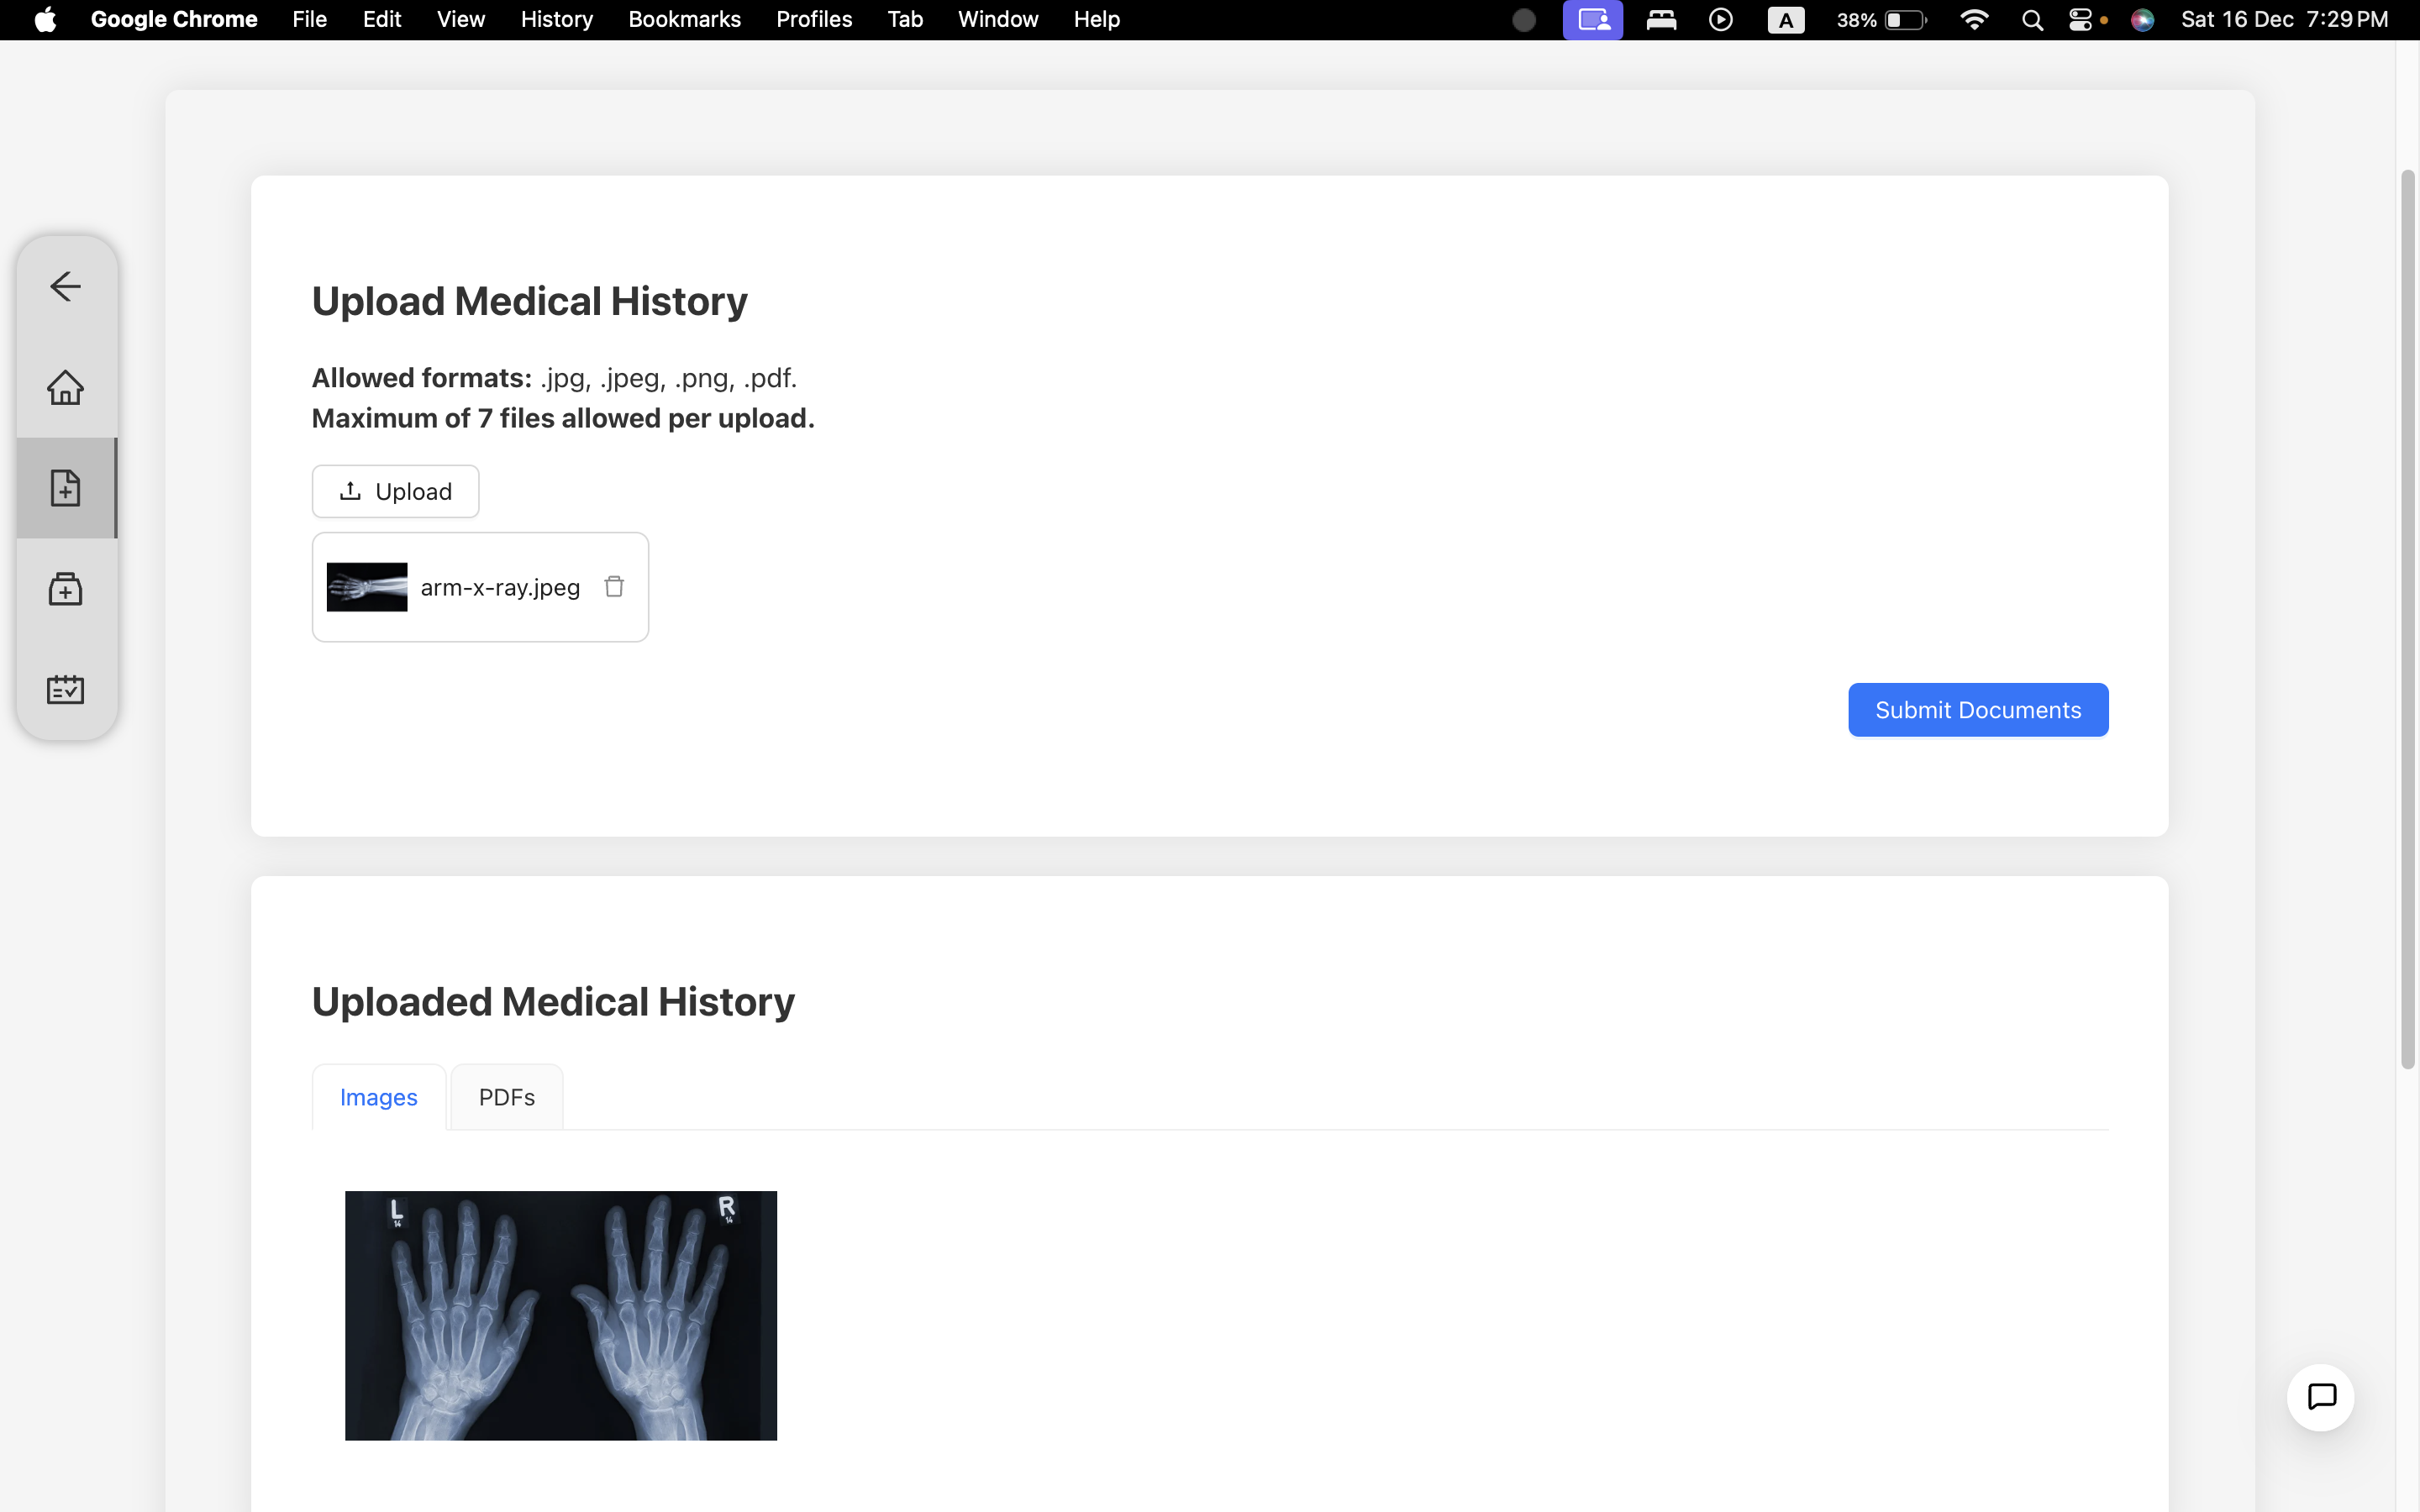 Google Chrome File Edit View History Bookmarks Profiles Tab Window Help A 38% Sat 16 Dec 7:29 PM
Upload Medical History
Allowed formats: .jpg, .jpeg, .png, .pdf.
Maximum of 7 files allowed per upload.
Upload
arm-x-ray.jpeg
Submit Documents
Uploaded Medical History
Images PDFs
L R
14 14